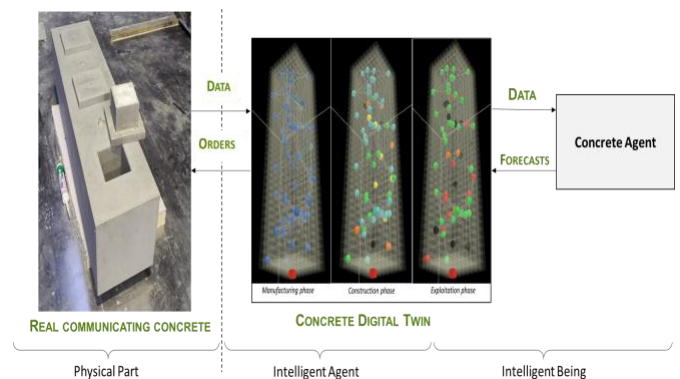 DATA
ORDERS
DATA
FORECASTS
Concrete Agent
Manufacturing phase
Construction phase
Exploitation phase
REAL COMMUNICATING CONCRETE
CONCRETE DIGITAL TWIN
Physical Part
Intelligent Agent
Intelligent Being